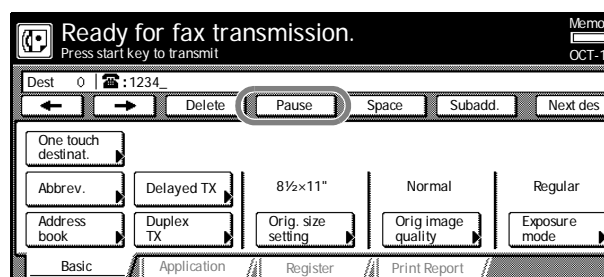 Ready for fax transmission.
Press start key to transmit
Memo
OCT-1
Dest 0 ☎:1234_
← → Delete Pause Space Subadd. Next des
One touch
destinat.
Abbrev. Delayed TX 8½×11" Normal Regular
Address
book
Duplex
TX
Orig. size
setting
Orig image
quality
Exposure
mode
Basic Application Register Print Report